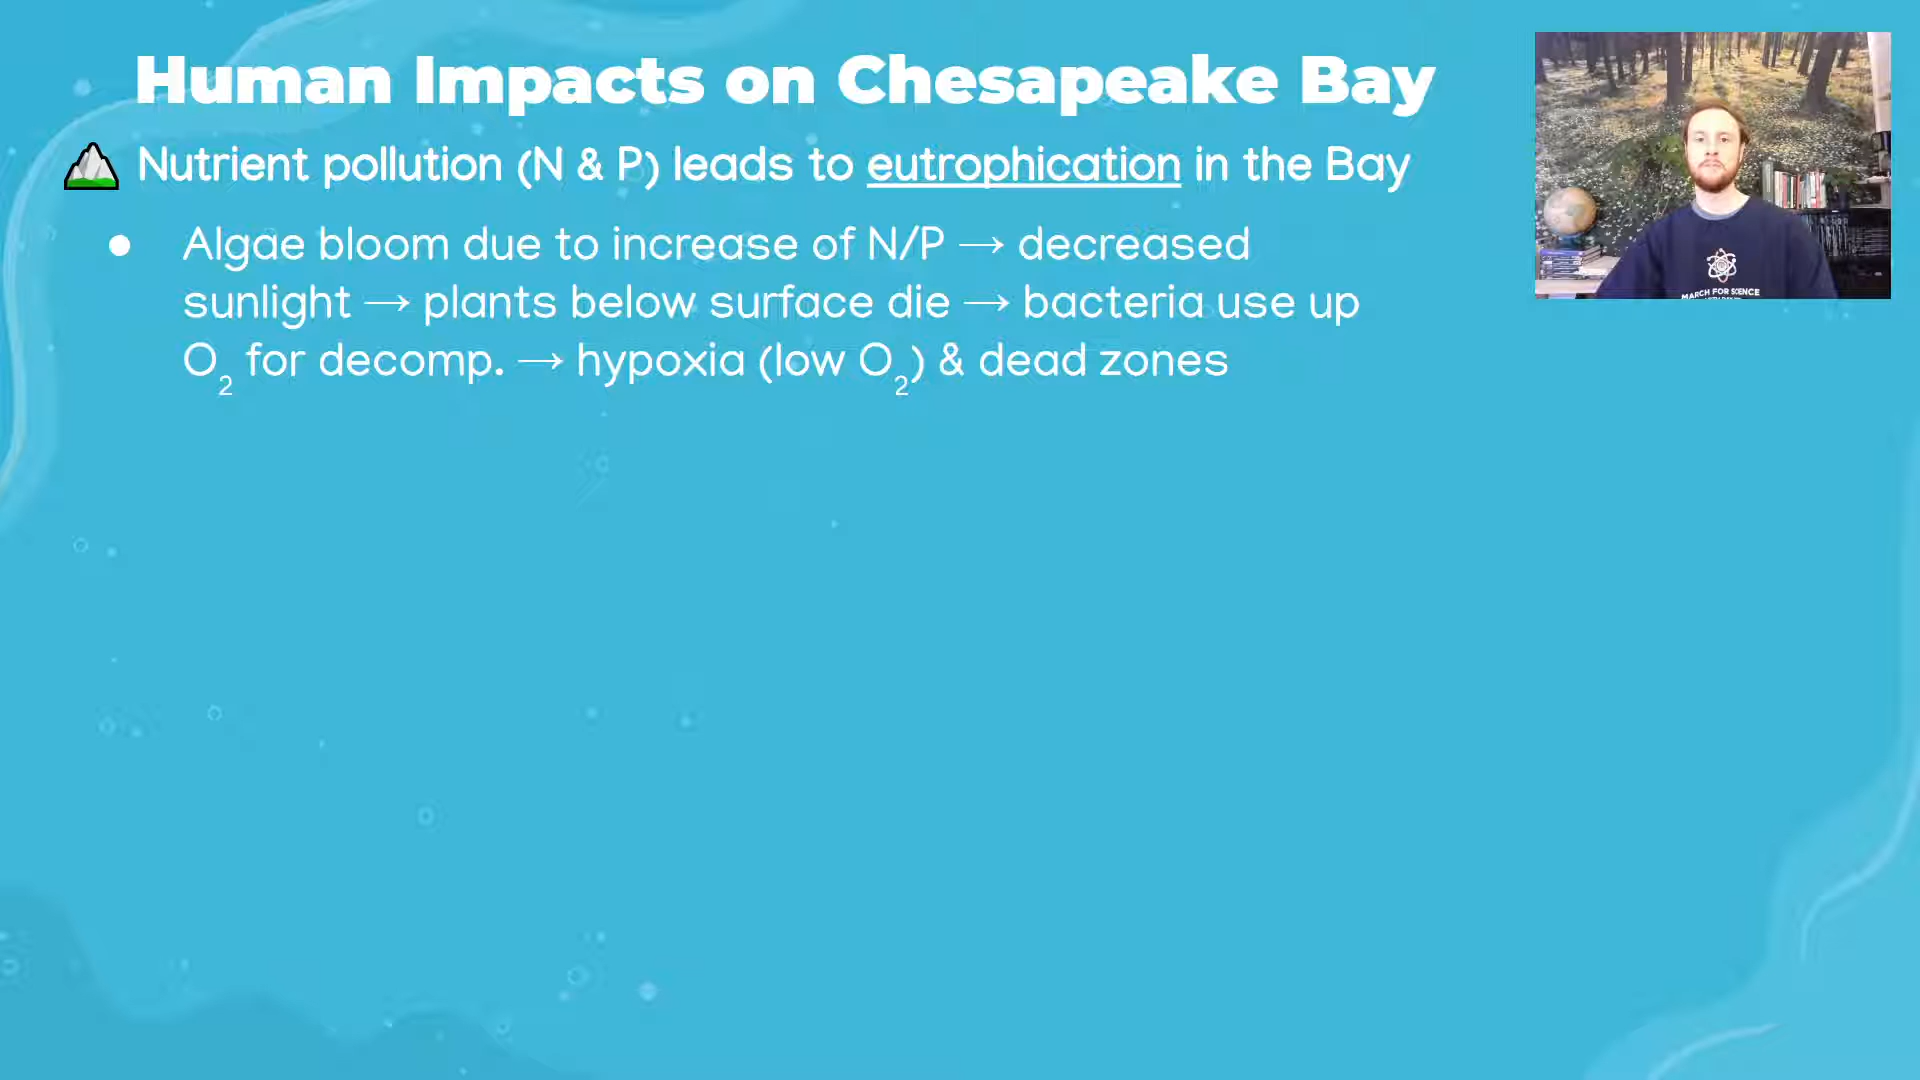 Human Impacts on Chesapeake Bay
Nutrient pollution (N & P) leads to eutrophication in the Bay
● Algae bloom due to increase of N/P → decreased
sunlight → plants below surface die → bacteria use up
O₂ for decomp. → hypoxia (low O₂) & dead zones
MARCH FOR SCIENCE